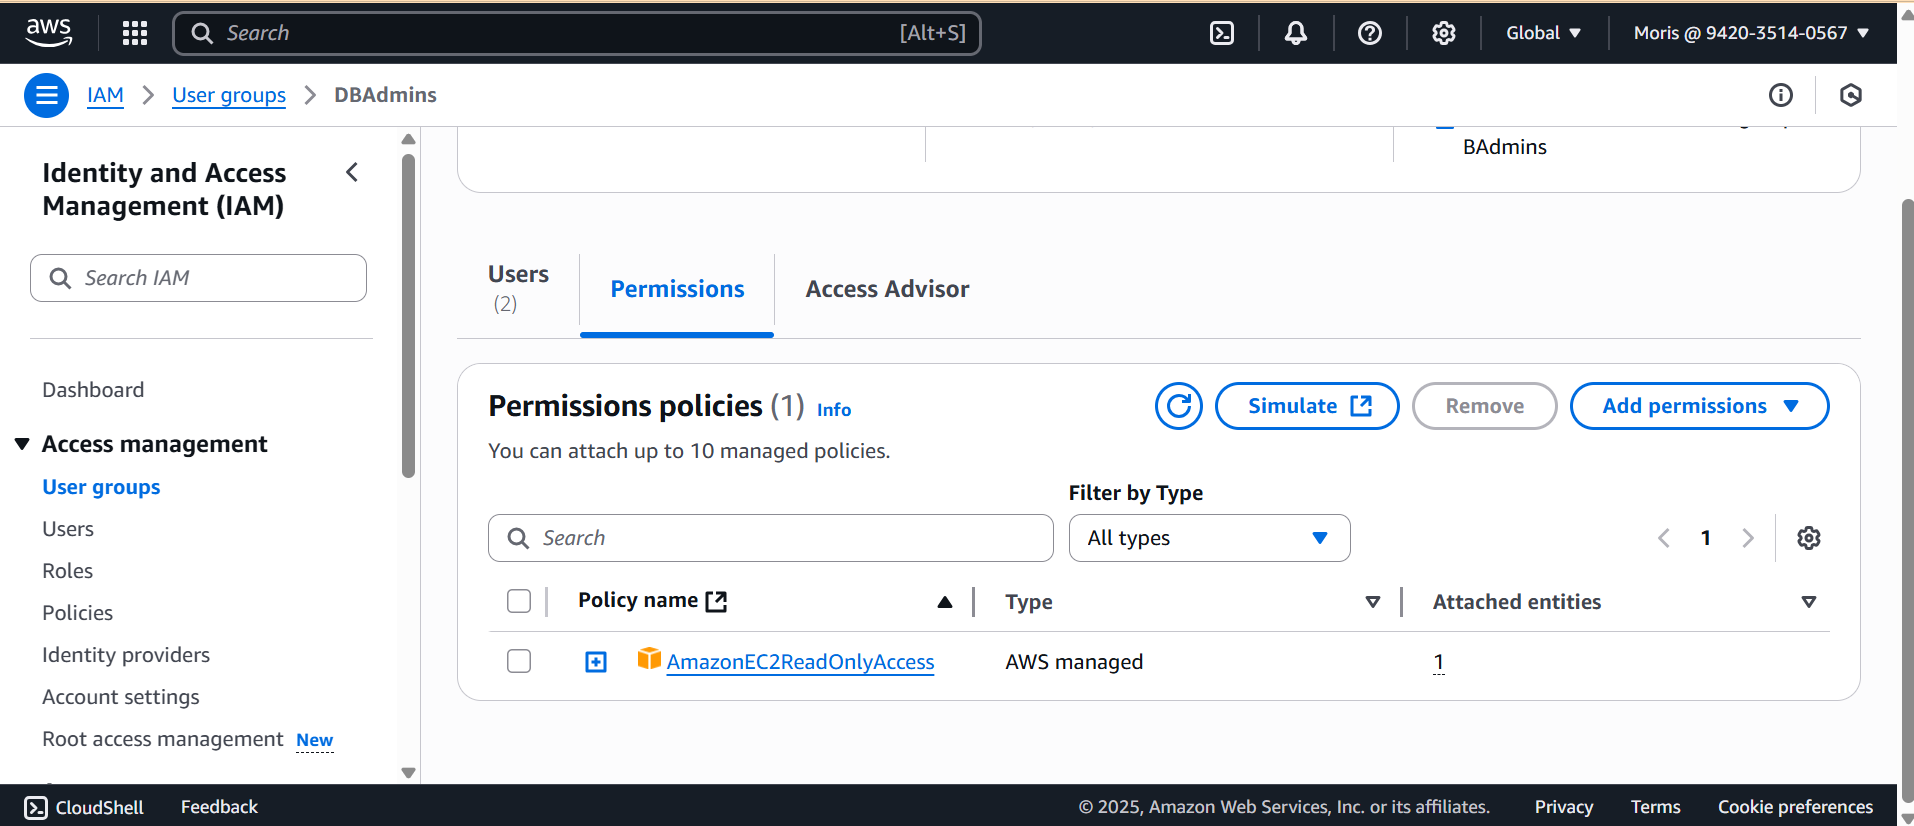 aws
Search
[Alt+S]
Global
Moris @ 9420-3514-0567
IAM
User groups
DBAdmins
Identity and Access
Management (IAM)
Search IAM
Dashboard
Access management
User groups
Users
Roles
Policies
Identity providers
Account settings
Root access management New
BAdmins
Users
(2)
Permissions
Access Advisor
Permissions policies (1) Info
Simulate
Remove
Add permissions
You can attach up to 10 managed policies.
Filter by Type
Search
All types
1
Policy name
Type
Attached entities
AmazonEC2ReadOnlyAccess
AWS managed
1
CloudShell
Feedback
© 2025, Amazon Web Services, Inc. or its affiliates.
Privacy
Terms
Cookie preferences